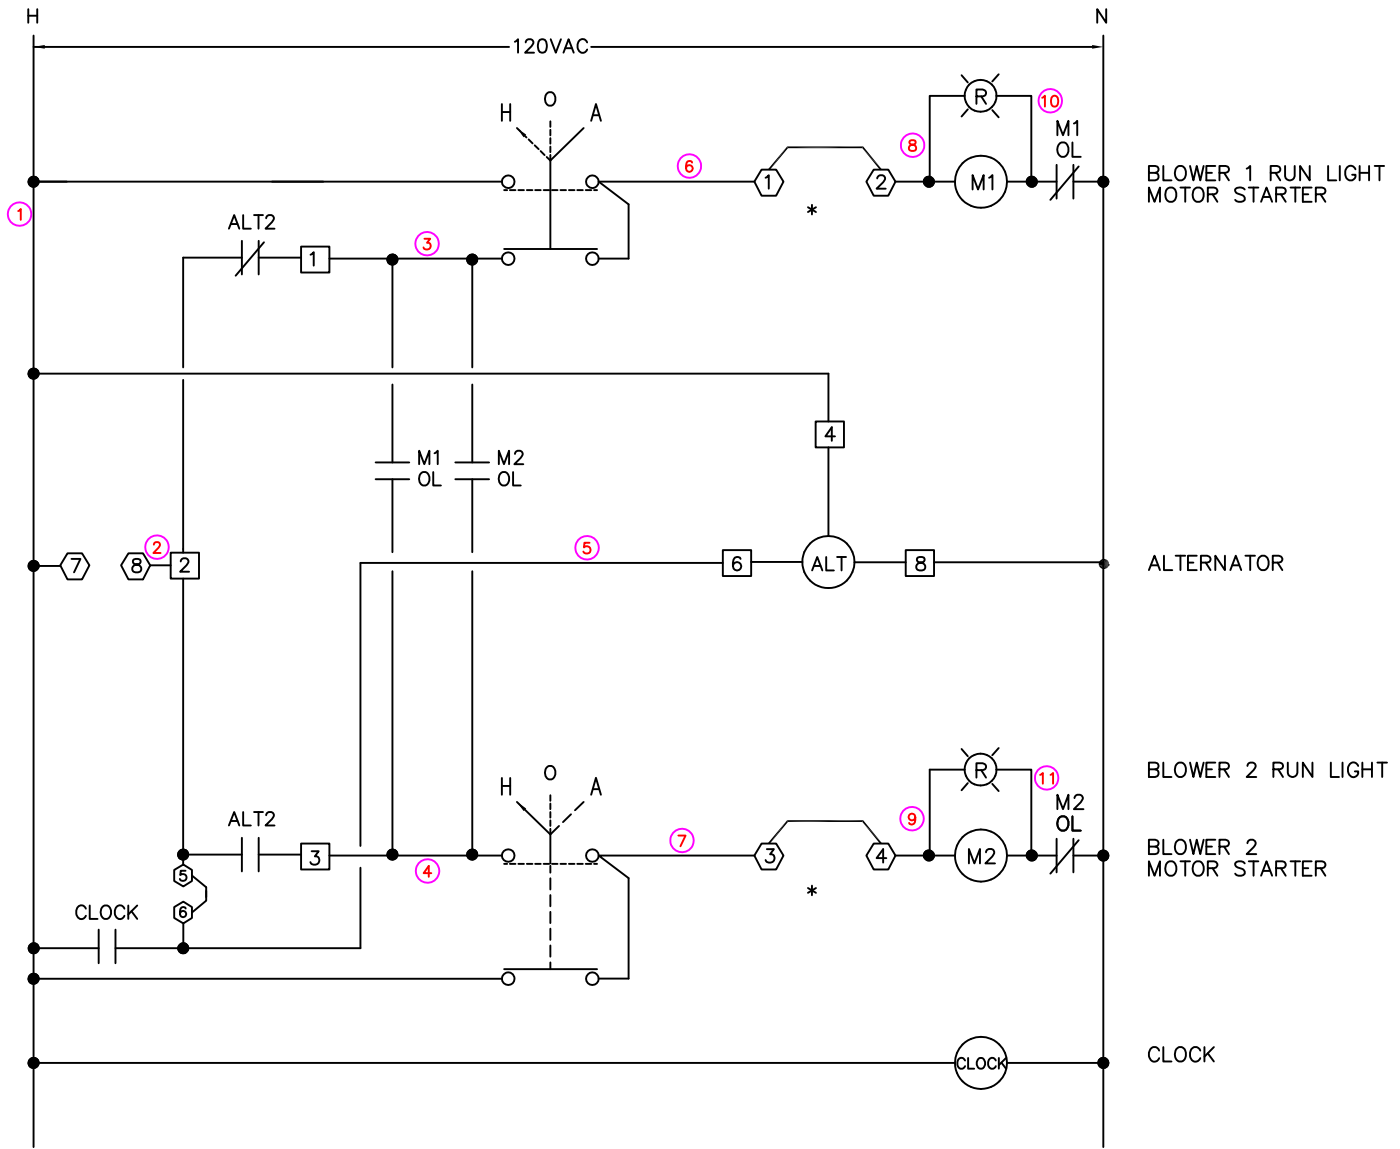 H
N
120VAC
H O A
R
10
M1
OL
8
6
1
2
M1
*
BLOWER 1 RUN LIGHT
MOTOR STARTER
1
ALT2
1
3
4
M1
OL
M2
OL
7
8
2
2
5
6
ALT
8
ALTERNATOR
H O A
R
11
M2
OL
BLOWER 2 RUN LIGHT
ALT2
3
4
7
3
4
9
M2
*
BLOWER 2
MOTOR STARTER
5
6
CLOCK
CLOCK
CLOCK